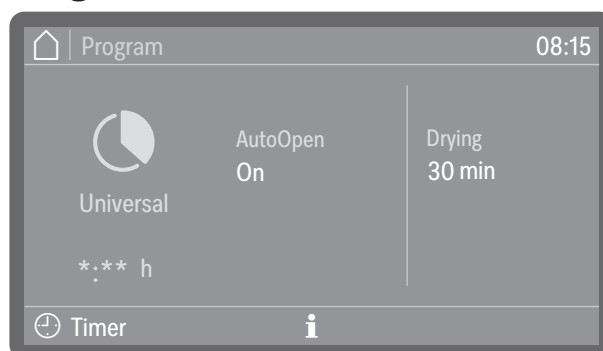 Program 08:15
AutoOpen
On
Drying
30 min
Universal
*:** h
Timer i